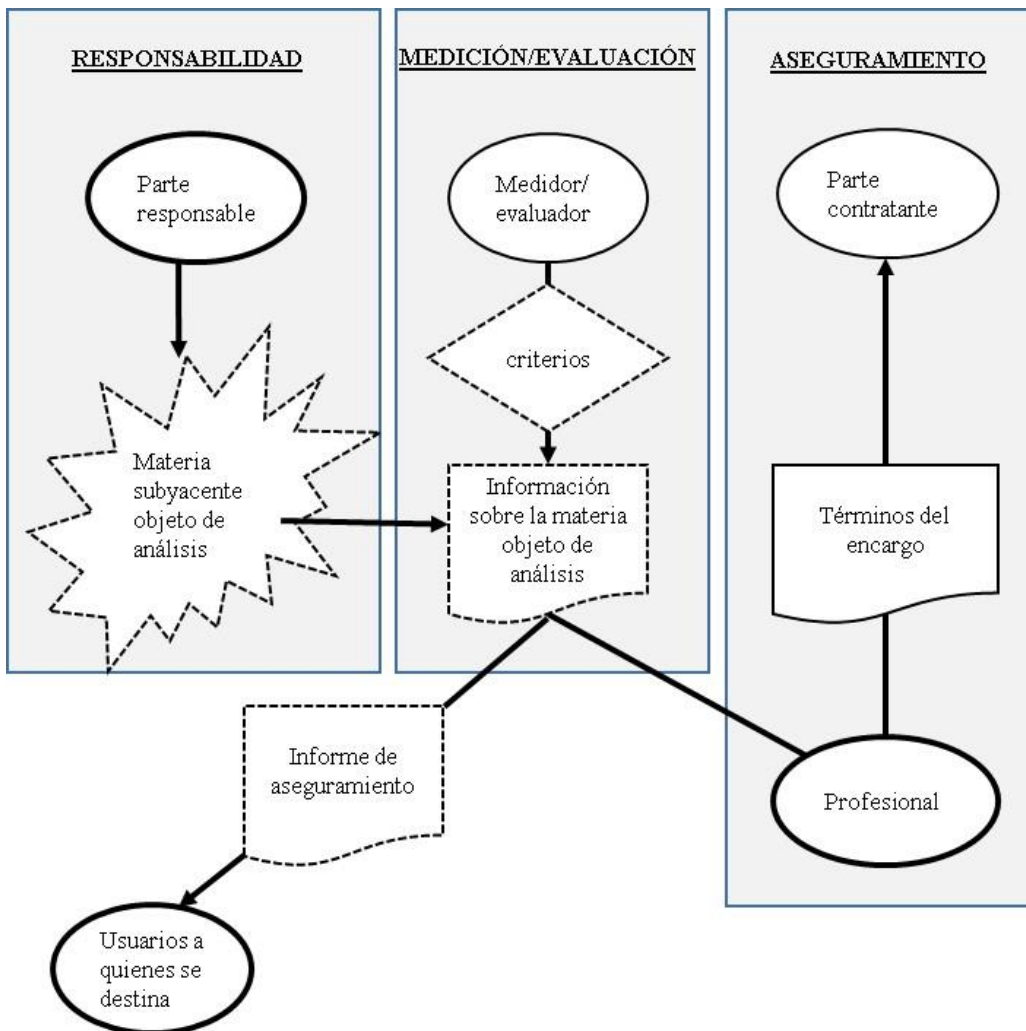 RESPONSABILIDAD
MEDICIÓN/EVALUACIÓN
ASEGURAMIENTO
Parte
responsable
Medidor/
evaluador
Parte
contratante
criterios
Materia
subyacente
objeto de
análisis
Información
sobre la materia
objeto de
análisis
Términos del
encargo
Informe de
aseguramiento
Profesional
Usuarios a
quienes se
destina